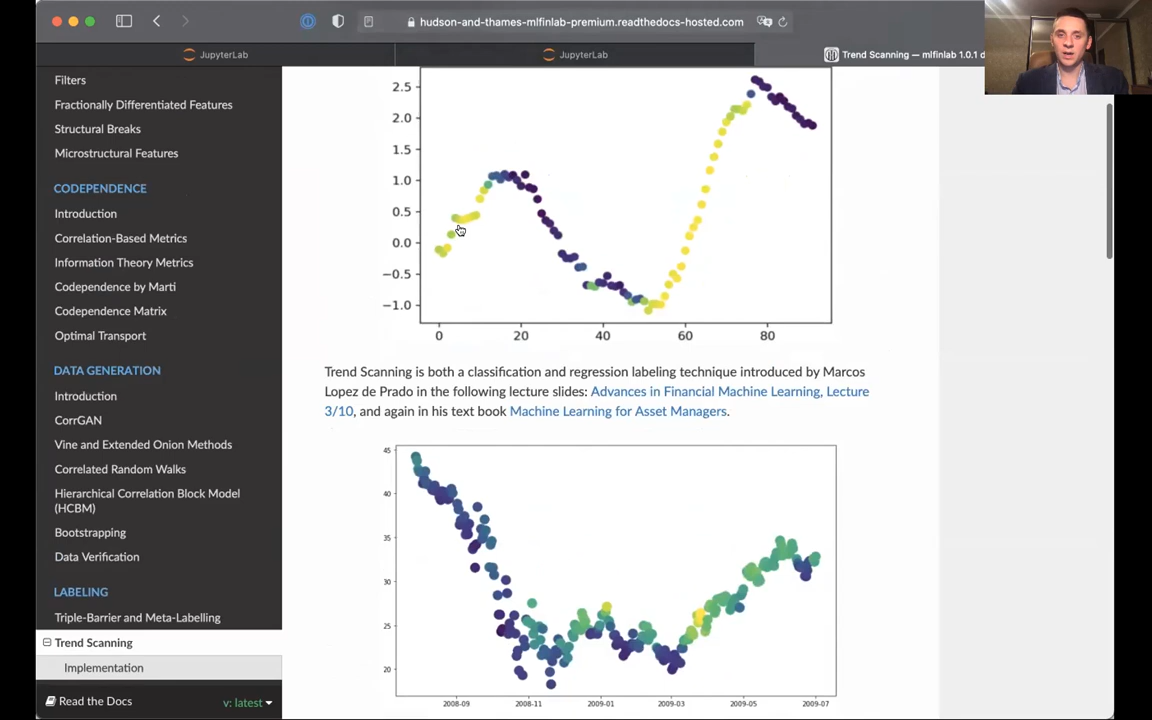 hudson-and-thames-mlfinlab-premium.readthedocs-hosted.com
JupyterLab
JupyterLab
Trend Scanning — mlfinlab 1.0.1 d
Filters
Fractionally Differentiated Features
Structural Breaks
Microstructural Features
CODEPENDENCE
Introduction
Correlation-Based Metrics
Information Theory Metrics
Codependence by Marti
Codependence Matrix
Optimal Transport
DATA GENERATION
Introduction
CorrGAN
Vine and Extended Onion Methods
Correlated Random Walks
Hierarchical Correlation Block Model
(HCBM)
Bootstrapping
Data Verification
LABELING
Triple-Barrier and Meta-Labelling
Trend Scanning
Implementation
Read the Docs
v: latest
2.5
2.0
1.5
1.0
0.5
0.0
−0.5
−1.0
0 20 40 60 80
Trend Scanning is both a classification and regression labeling technique introduced by Marcos
Lopez de Prado in the following lecture slides: Advances in Financial Machine Learning, Lecture
3/10, and again in his text book Machine Learning for Asset Managers.
45
40
35
30
25
20
2008-09 2008-11 2009-01 2009-03 2009-05 2009-07